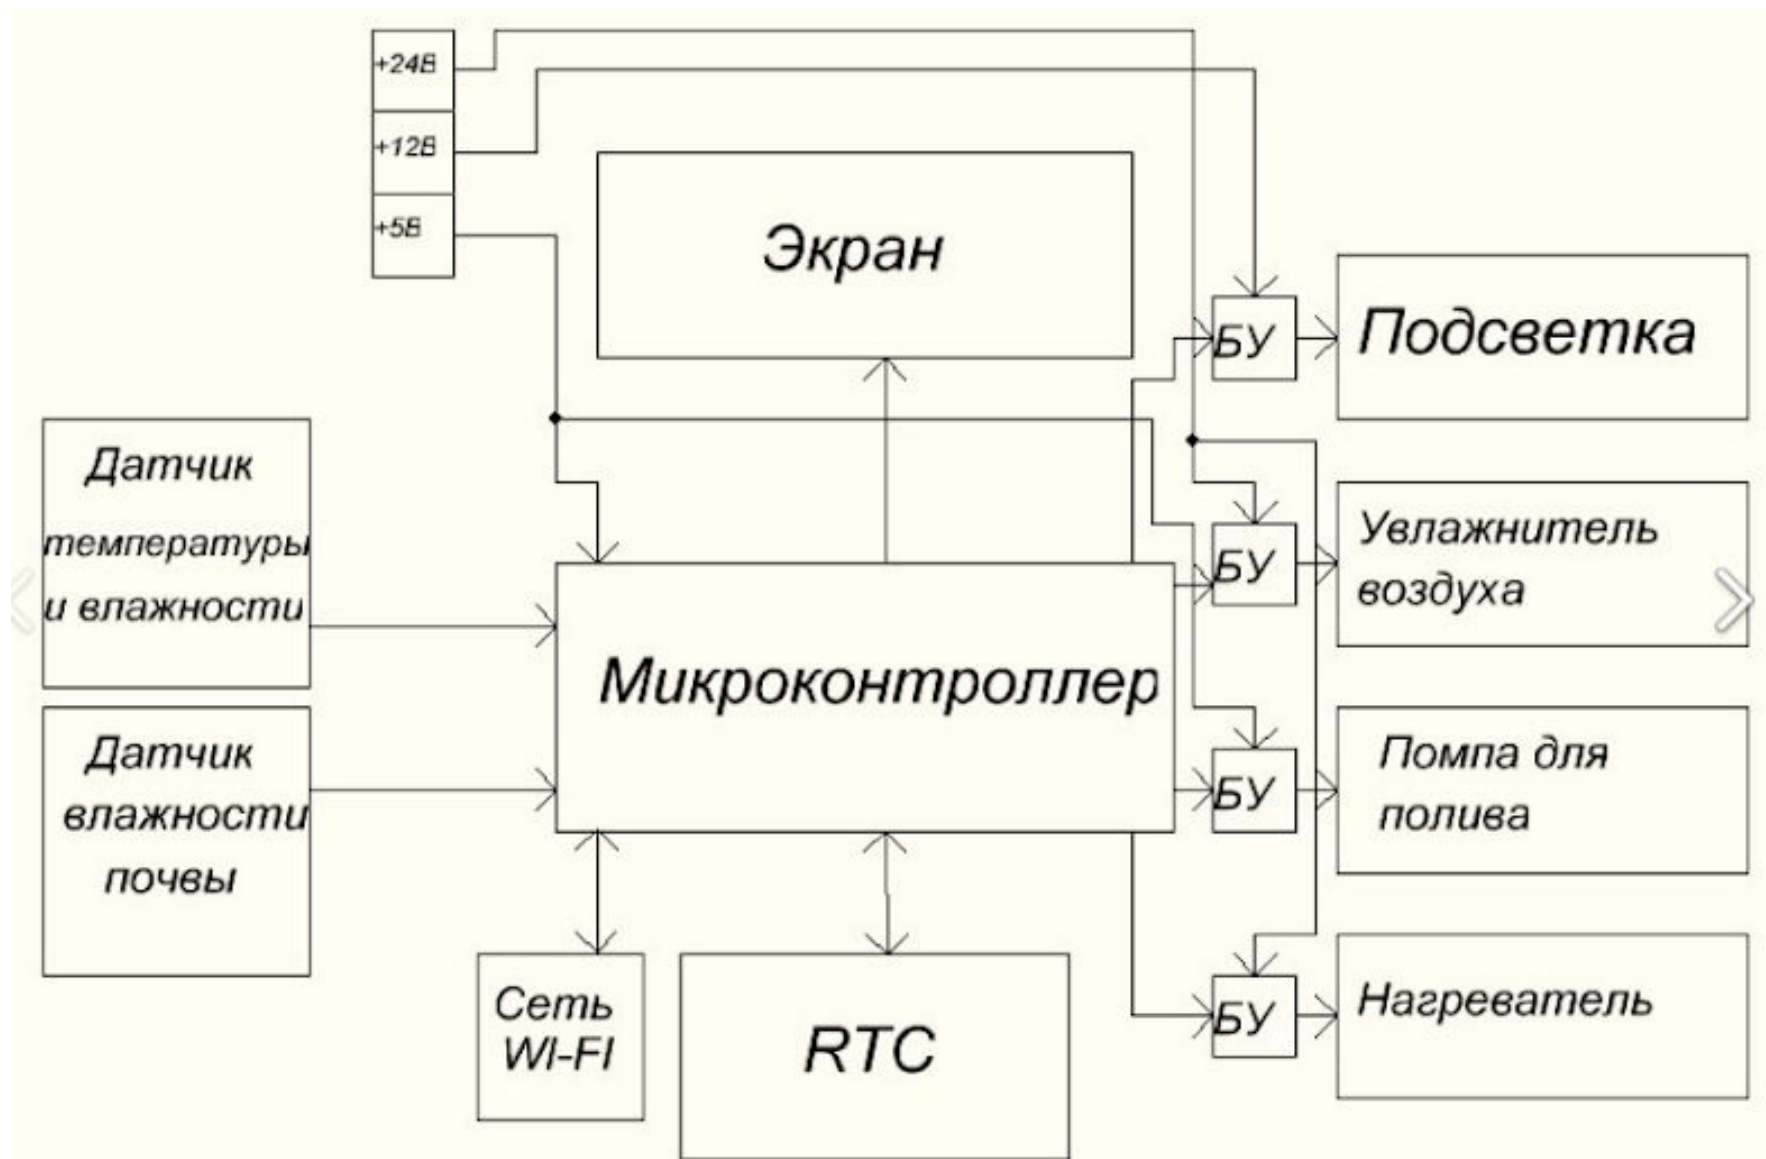 +24В
+12В
+5В
Экран
БУ
Подсветка
Датчик
температуры
и влажности
БУ
Увлажнитель
воздуха
Микроконтроллер
Датчик
влажности
почвы
БУ
Помпа для
полива
Сеть
WI-FI
RTC
БУ
Нагреватель